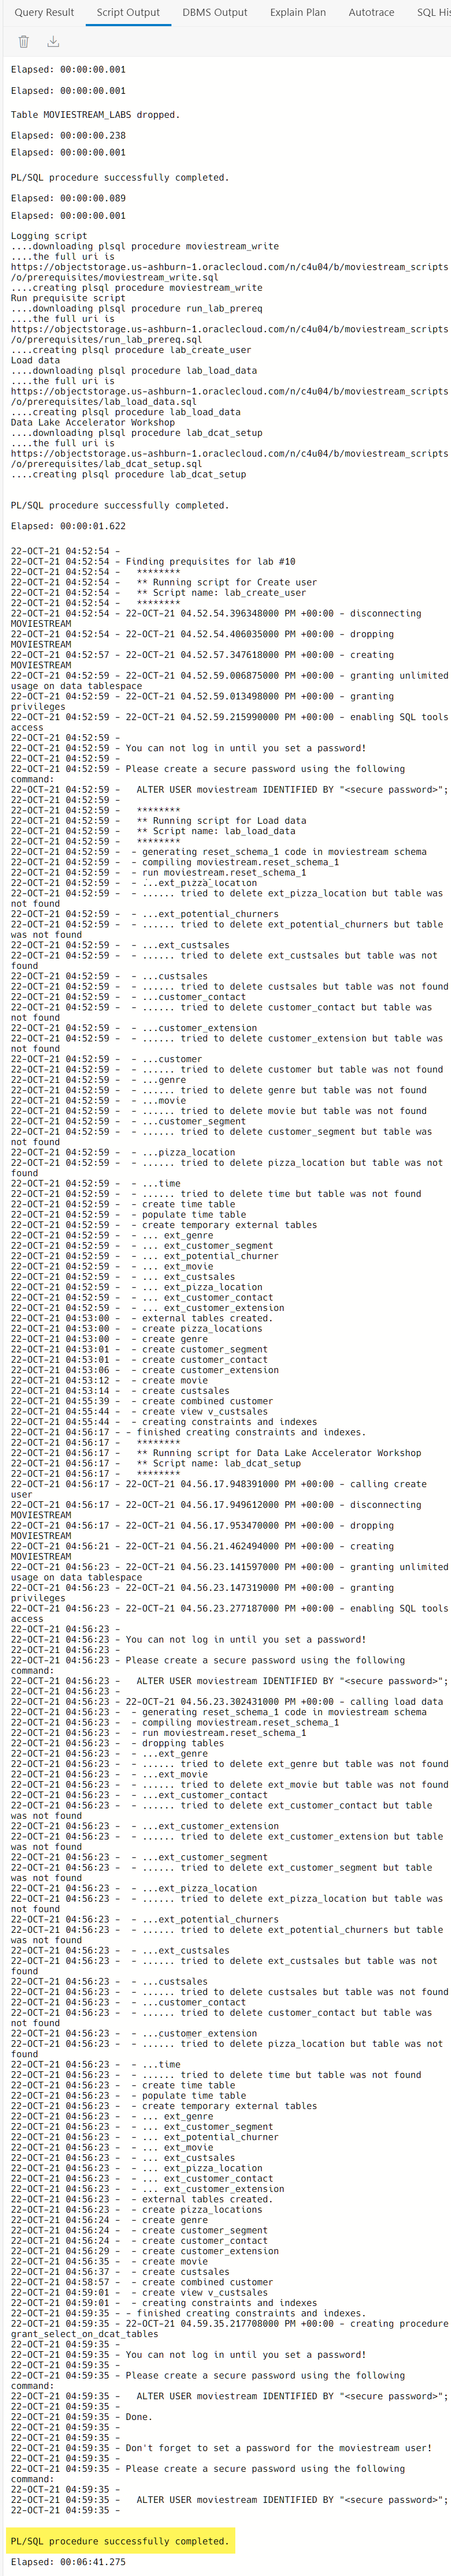 Query Result
Script Output
DBMS Output
Explain Plan
Autotrace
SQL His
Elapsed: 00:00:00.001
Elapsed: 00:00:00.001
Table MOVIESTREAM_LABS dropped.
Elapsed: 00:00:00.238
Elapsed: 00:00:00.001
PL/SQL procedure successfully completed.
Elapsed: 00:00:00.089
Elapsed: 00:00:00.001
Logging script
....downloading plsql procedure moviestream_write
....the full uri is
https://objectstorage.us-ashburn-1.oraclecloud.com/n/c4u04/b/moviestream_scripts
/o/prerequisites/moviestream_write.sql
....creating plsql procedure moviestream_write
Run prequisite script
....downloading plsql procedure run_lab_prereq
....the full uri is
https://objectstorage.us-ashburn-1.oraclecloud.com/n/c4u04/b/moviestream_scripts
/o/prerequisites/run_lab_prereq.sql
....creating plsql procedure lab_create_user
Load data
....downloading plsql procedure lab_load_data
....the full uri is
https://objectstorage.us-ashburn-1.oraclecloud.com/n/c4u04/b/moviestream_scripts
/o/prerequisites/lab_load_data.sql
....creating plsql procedure lab_load_data
Data Lake Accelerator Workshop
....downloading plsql procedure lab_dcat_setup
....the full uri is
https://objectstorage.us-ashburn-1.oraclecloud.com/n/c4u04/b/moviestream_scripts
/o/prerequisites/lab_dcat_setup.sql
....creating plsql procedure lab_dcat_setup
PL/SQL procedure successfully completed.
Elapsed: 00:00:01.622
22-OCT-21 04:52:54 -
22-OCT-21 04:52:54 - Finding prequisites for lab #10
22-OCT-21 04:52:54 -   ********
22-OCT-21 04:52:54 -   ** Running script for Create user
22-OCT-21 04:52:54 -   ** Script name: lab_create_user
22-OCT-21 04:52:54 -   ********
22-OCT-21 04:52:54 - 22-OCT-21 04.52.54.396348000 PM +00:00 - disconnecting
MOVIESTREAM
22-OCT-21 04:52:54 - 22-OCT-21 04.52.54.406035000 PM +00:00 - dropping
MOVIESTREAM
22-OCT-21 04:52:57 - 22-OCT-21 04.52.57.347618000 PM +00:00 - creating
MOVIESTREAM
22-OCT-21 04:52:59 - 22-OCT-21 04.52.59.006875000 PM +00:00 - granting unlimited
usage on data tablespace
22-OCT-21 04:52:59 - 22-OCT-21 04.52.59.013498000 PM +00:00 - granting
privileges
22-OCT-21 04:52:59 - 22-OCT-21 04.52.59.215990000 PM +00:00 - enabling SQL tools
access
22-OCT-21 04:52:59 -
22-OCT-21 04:52:59 - You can not log in until you set a password!
22-OCT-21 04:52:59 -
22-OCT-21 04:52:59 - Please create a secure password using the following
command:
22-OCT-21 04:52:59 -   ALTER USER moviestream IDENTIFIED BY "<secure password>";
22-OCT-21 04:52:59 -
22-OCT-21 04:52:59 -   ********
22-OCT-21 04:52:59 -   ** Running script for Load data
22-OCT-21 04:52:59 -   ** Script name: lab_load_data
22-OCT-21 04:52:59 -   ********
22-OCT-21 04:52:59 -  - generating reset_schema_1 code in moviestream schema
22-OCT-21 04:52:59 -  - compiling moviestream.reset_schema_1
22-OCT-21 04:52:59 -  - run moviestream.reset_schema_1
22-OCT-21 04:52:59 -  - ...ext_pizza_location
22-OCT-21 04:52:59 -  - ...... tried to delete ext_pizza_location but table was
not found
22-OCT-21 04:52:59 -  - ...ext_potential_churners
22-OCT-21 04:52:59 -  - ...... tried to delete ext_potential_churners but table
was not found
22-OCT-21 04:52:59 -  - ...ext_custsales
22-OCT-21 04:52:59 -  - ...... tried to delete ext_custsales but table was not
found
22-OCT-21 04:52:59 -  - ...custsales
22-OCT-21 04:52:59 -  - ...... tried to delete custsales but table was not found
22-OCT-21 04:52:59 -  - ...customer_contact
22-OCT-21 04:52:59 -  - ...... tried to delete customer_contact but table was
not found
22-OCT-21 04:52:59 -  - ...customer_extension
22-OCT-21 04:52:59 -  - ...... tried to delete customer_extension but table was
not found
22-OCT-21 04:52:59 -  - ...customer
22-OCT-21 04:52:59 -  - ...... tried to delete customer but table was not found
22-OCT-21 04:52:59 -  - ...genre
22-OCT-21 04:52:59 -  - ...... tried to delete genre but table was not found
22-OCT-21 04:52:59 -  - ...movie
22-OCT-21 04:52:59 -  - ...... tried to delete movie but table was not found
22-OCT-21 04:52:59 -  - ...customer_segment
22-OCT-21 04:52:59 -  - ...... tried to delete customer_segment but table was
not found
22-OCT-21 04:52:59 -  - ...pizza_location
22-OCT-21 04:52:59 -  - ...... tried to delete pizza_location but table was not
found
22-OCT-21 04:52:59 -  - ...time
22-OCT-21 04:52:59 -  - ...... tried to delete time but table was not found
22-OCT-21 04:52:59 -  - create time table
22-OCT-21 04:52:59 -  - populate time table
22-OCT-21 04:52:59 -  - create temporary external tables
22-OCT-21 04:52:59 -  - ... ext_genre
22-OCT-21 04:52:59 -  - ... ext_customer_segment
22-OCT-21 04:52:59 -  - ... ext_potential_churner
22-OCT-21 04:52:59 -  - ... ext_movie
22-OCT-21 04:52:59 -  - ... ext_custsales
22-OCT-21 04:52:59 -  - ... ext_pizza_location
22-OCT-21 04:52:59 -  - ... ext_customer_contact
22-OCT-21 04:52:59 -  - ... ext_customer_extension
22-OCT-21 04:53:00 -  - external tables created.
22-OCT-21 04:53:00 -  - create pizza_locations
22-OCT-21 04:53:00 -  - create genre
22-OCT-21 04:53:01 -  - create customer_segment
22-OCT-21 04:53:01 -  - create customer_contact
22-OCT-21 04:53:06 -  - create customer_extension
22-OCT-21 04:53:12 -  - create movie
22-OCT-21 04:53:14 -  - create custsales
22-OCT-21 04:55:39 -  - create combined customer
22-OCT-21 04:55:44 -  - create view v_custsales
22-OCT-21 04:55:44 -  - creating constraints and indexes
22-OCT-21 04:56:17 - - finished creating constraints and indexes.
22-OCT-21 04:56:17 -   ********
22-OCT-21 04:56:17 -   ** Running script for Data Lake Accelerator Workshop
22-OCT-21 04:56:17 -   ** Script name: lab_dcat_setup
22-OCT-21 04:56:17 -   ********
22-OCT-21 04:56:17 - 22-OCT-21 04.56.17.948391000 PM +00:00 - calling create
user
22-OCT-21 04:56:17 - 22-OCT-21 04.56.17.949612000 PM +00:00 - disconnecting
MOVIESTREAM
22-OCT-21 04:56:17 - 22-OCT-21 04.56.17.953470000 PM +00:00 - dropping
MOVIESTREAM
22-OCT-21 04:56:21 - 22-OCT-21 04.56.21.462494000 PM +00:00 - creating
MOVIESTREAM
22-OCT-21 04:56:23 - 22-OCT-21 04.56.23.141597000 PM +00:00 - granting unlimited
usage on data tablespace
22-OCT-21 04:56:23 - 22-OCT-21 04.56.23.147319000 PM +00:00 - granting
privileges
22-OCT-21 04:56:23 - 22-OCT-21 04.56.23.277187000 PM +00:00 - enabling SQL tools
access
22-OCT-21 04:56:23 -
22-OCT-21 04:56:23 - You can not log in until you set a password!
22-OCT-21 04:56:23 -
22-OCT-21 04:56:23 - Please create a secure password using the following
command:
22-OCT-21 04:56:23 -   ALTER USER moviestream IDENTIFIED BY "<secure password>";
22-OCT-21 04:56:23 -
22-OCT-21 04:56:23 - 22-OCT-21 04.56.23.302431000 PM +00:00 - calling load data
22-OCT-21 04:56:23 -  - generating reset_schema_1 code in moviestream schema
22-OCT-21 04:56:23 -  - compiling moviestream.reset_schema_1
22-OCT-21 04:56:23 -  - run moviestream.reset_schema_1
22-OCT-21 04:56:23 -  - dropping tables
22-OCT-21 04:56:23 -  - ...ext_genre
22-OCT-21 04:56:23 -  - ...... tried to delete ext_genre but table was not found
22-OCT-21 04:56:23 -  - ...ext_movie
22-OCT-21 04:56:23 -  - ...... tried to delete ext_movie but table was not found
22-OCT-21 04:56:23 -  - ...ext_customer_contact
22-OCT-21 04:56:23 -  - ...... tried to delete ext_customer_contact but table
was not found
22-OCT-21 04:56:23 -  - ...ext_customer_extension
22-OCT-21 04:56:23 -  - ...... tried to delete ext_customer_extension but table
was not found
22-OCT-21 04:56:23 -  - ...ext_customer_segment
22-OCT-21 04:56:23 -  - ...... tried to delete ext_customer_segment but table
was not found
22-OCT-21 04:56:23 -  - ...ext_pizza_location
22-OCT-21 04:56:23 -  - ...... tried to delete ext_pizza_location but table was
not found
22-OCT-21 04:56:23 -  - ...ext_potential_churners
22-OCT-21 04:56:23 -  - ...... tried to delete ext_potential_churners but table
was not found
22-OCT-21 04:56:23 -  - ...ext_custsales
22-OCT-21 04:56:23 -  - ...... tried to delete ext_custsales but table was not
found
22-OCT-21 04:56:23 -  - ...custsales
22-OCT-21 04:56:23 -  - ...... tried to delete custsales but table was not found
22-OCT-21 04:56:23 -  - ...customer_contact
22-OCT-21 04:56:23 -  - ...... tried to delete customer_contact but table was
not found
22-OCT-21 04:56:23 -  - ...customer_extension
22-OCT-21 04:56:23 -  - ...... tried to delete pizza_location but table was not
found
22-OCT-21 04:56:23 -  - ...time
22-OCT-21 04:56:23 -  - ...... tried to delete time but table was not found
22-OCT-21 04:56:23 -  - create time table
22-OCT-21 04:56:23 -  - populate time table
22-OCT-21 04:56:23 -  - create temporary external tables
22-OCT-21 04:56:23 -  - ... ext_genre
22-OCT-21 04:56:23 -  - ... ext_customer_segment
22-OCT-21 04:56:23 -  - ... ext_potential_churner
22-OCT-21 04:56:23 -  - ... ext_movie
22-OCT-21 04:56:23 -  - ... ext_custsales
22-OCT-21 04:56:23 -  - ... ext_pizza_location
22-OCT-21 04:56:23 -  - ... ext_customer_contact
22-OCT-21 04:56:23 -  - ... ext_customer_extension
22-OCT-21 04:56:23 -  - external tables created.
22-OCT-21 04:56:23 -  - create pizza_locations
22-OCT-21 04:56:24 -  - create genre
22-OCT-21 04:56:24 -  - create customer_segment
22-OCT-21 04:56:24 -  - create customer_contact
22-OCT-21 04:56:29 -  - create customer_extension
22-OCT-21 04:56:35 -  - create movie
22-OCT-21 04:56:37 -  - create custsales
22-OCT-21 04:58:57 -  - create combined customer
22-OCT-21 04:59:01 -  - create view v_custsales
22-OCT-21 04:59:01 -  - creating constraints and indexes
22-OCT-21 04:59:35 - - finished creating constraints and indexes.
22-OCT-21 04:59:35 - 22-OCT-21 04.59.35.217708000 PM +00:00 - creating procedure
grant_select_on_dcat_tables
22-OCT-21 04:59:35 -
22-OCT-21 04:59:35 - You can not log in until you set a password!
22-OCT-21 04:59:35 -
22-OCT-21 04:59:35 - Please create a secure password using the following
command:
22-OCT-21 04:59:35 -   ALTER USER moviestream IDENTIFIED BY "<secure password>";
22-OCT-21 04:59:35 -
22-OCT-21 04:59:35 - Done.
22-OCT-21 04:59:35 -
22-OCT-21 04:59:35 -
22-OCT-21 04:59:35 - Don't forget to set a password for the moviestream user!
22-OCT-21 04:59:35 -
22-OCT-21 04:59:35 - Please create a secure password using the following
command:
22-OCT-21 04:59:35 -
22-OCT-21 04:59:35 -   ALTER USER moviestream IDENTIFIED BY "<secure password>";
22-OCT-21 04:59:35 -
PL/SQL procedure successfully completed.
Elapsed: 00:06:41.275